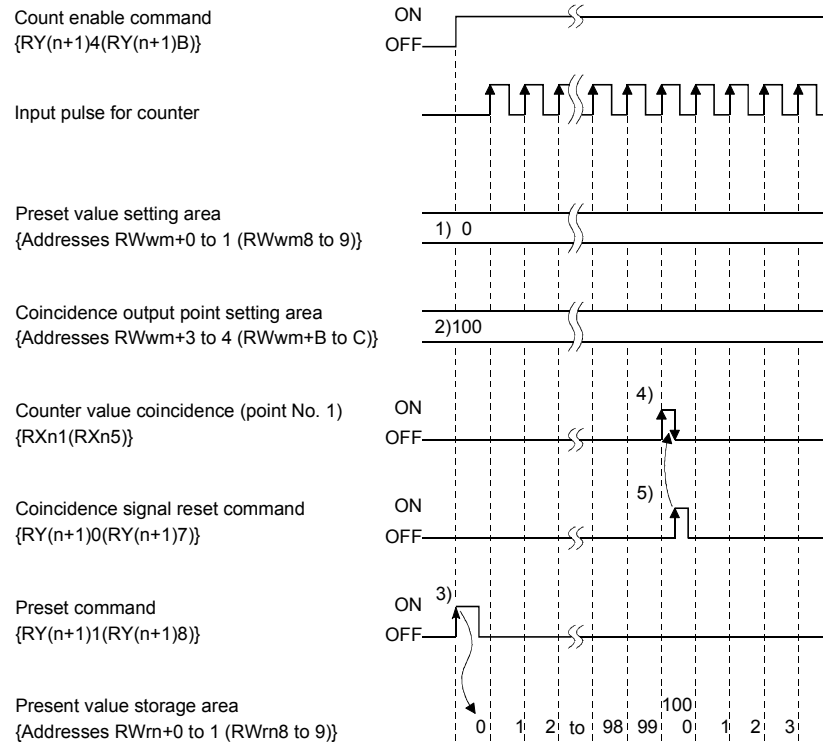 Count enable command
{RY(n+1)4(RY(n+1)B)}
ON
OFF
Input pulse for counter
Preset value setting area
{Addresses RWwm+0 to 1 (RWwm8 to 9)}
1) 0
Coincidence output point setting area
{Addresses RWwm+3 to 4 (RWwm+B to C)}
2)100
Counter value coincidence (point No. 1)
{RXn1(RXn5)}
ON
OFF
4)
Coincidence signal reset command
{RY(n+1)0(RY(n+1)7)}
ON
OFF
5)
Preset command
{RY(n+1)1(RY(n+1)8)}
ON
OFF
3)
Present value storage area
{Addresses RWrn+0 to 1 (RWrn8 to 9)}
100
0 1 2 to 98 99 0 1 2 3